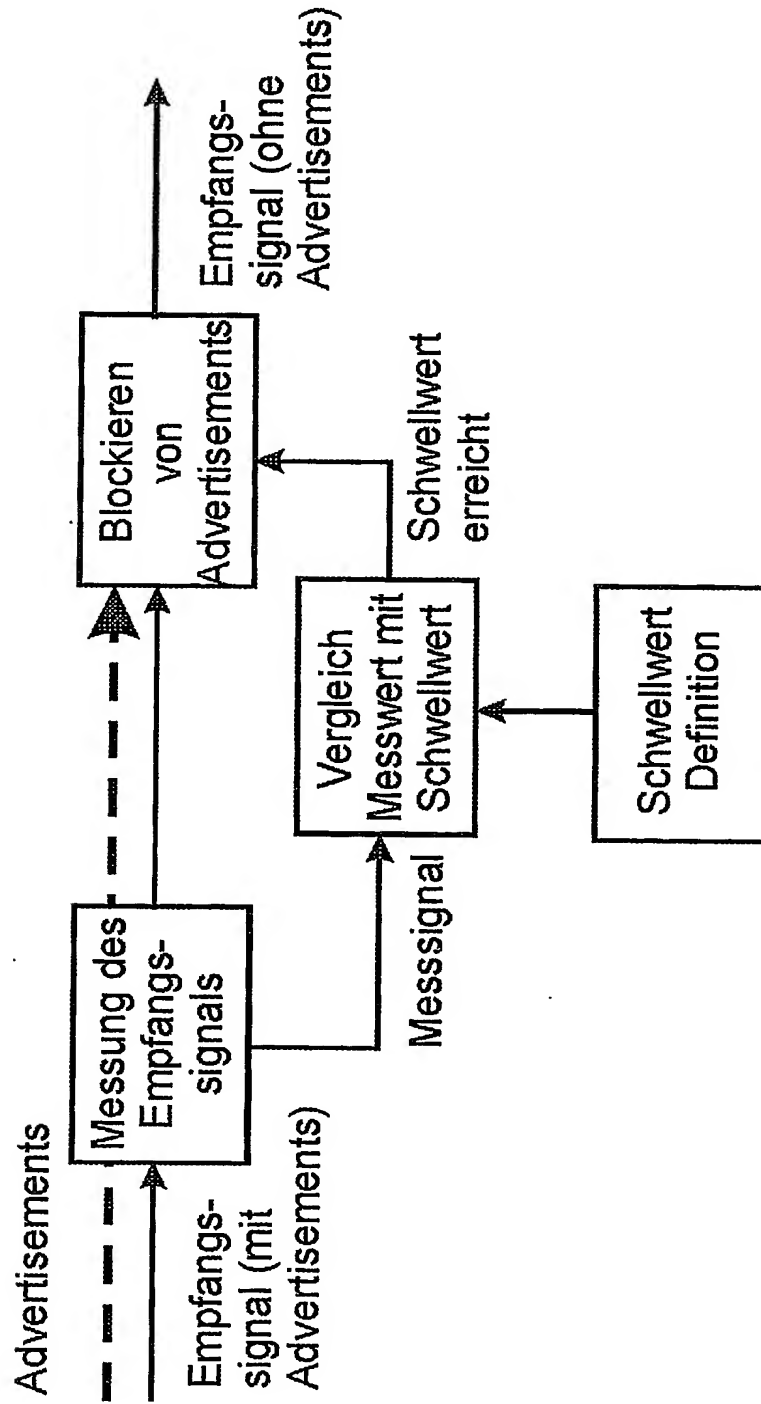 Advertisements
Empfangs-
signal (mit
Advertisements)
Messung des
Empfangs-
signals
Messsignal
Vergleich
Messwert mit
Schwellwert
Schwellwert
Definition
Schwellwert
erreicht
Blockieren
von
Advertisements
Empfangs-
signal (ohne
Advertisements)